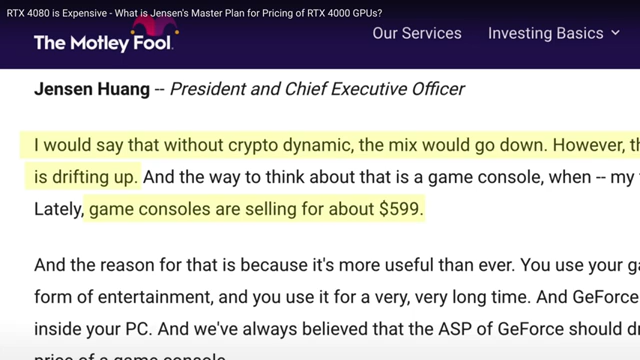 RTX 4080 is Expensive - What is Jensen's Master Plan for Pricing of RTX 4000 GPUs?
The Motley Fool.
Our Services
Investing Basics
Jensen Huang -- President and Chief Executive Officer
I would say that without crypto dynamic, the mix would go down. However, th
is drifting up. And the way to think about that is a game console, when -- my
Lately, game consoles are selling for about $599.
And the reason for that is because it's more useful than ever. You use your ga
form of entertainment, and you use it for a very, very long time. And GeForce
inside your PC. And we've always believed that the ASP of GeForce should dr
price of a game console.